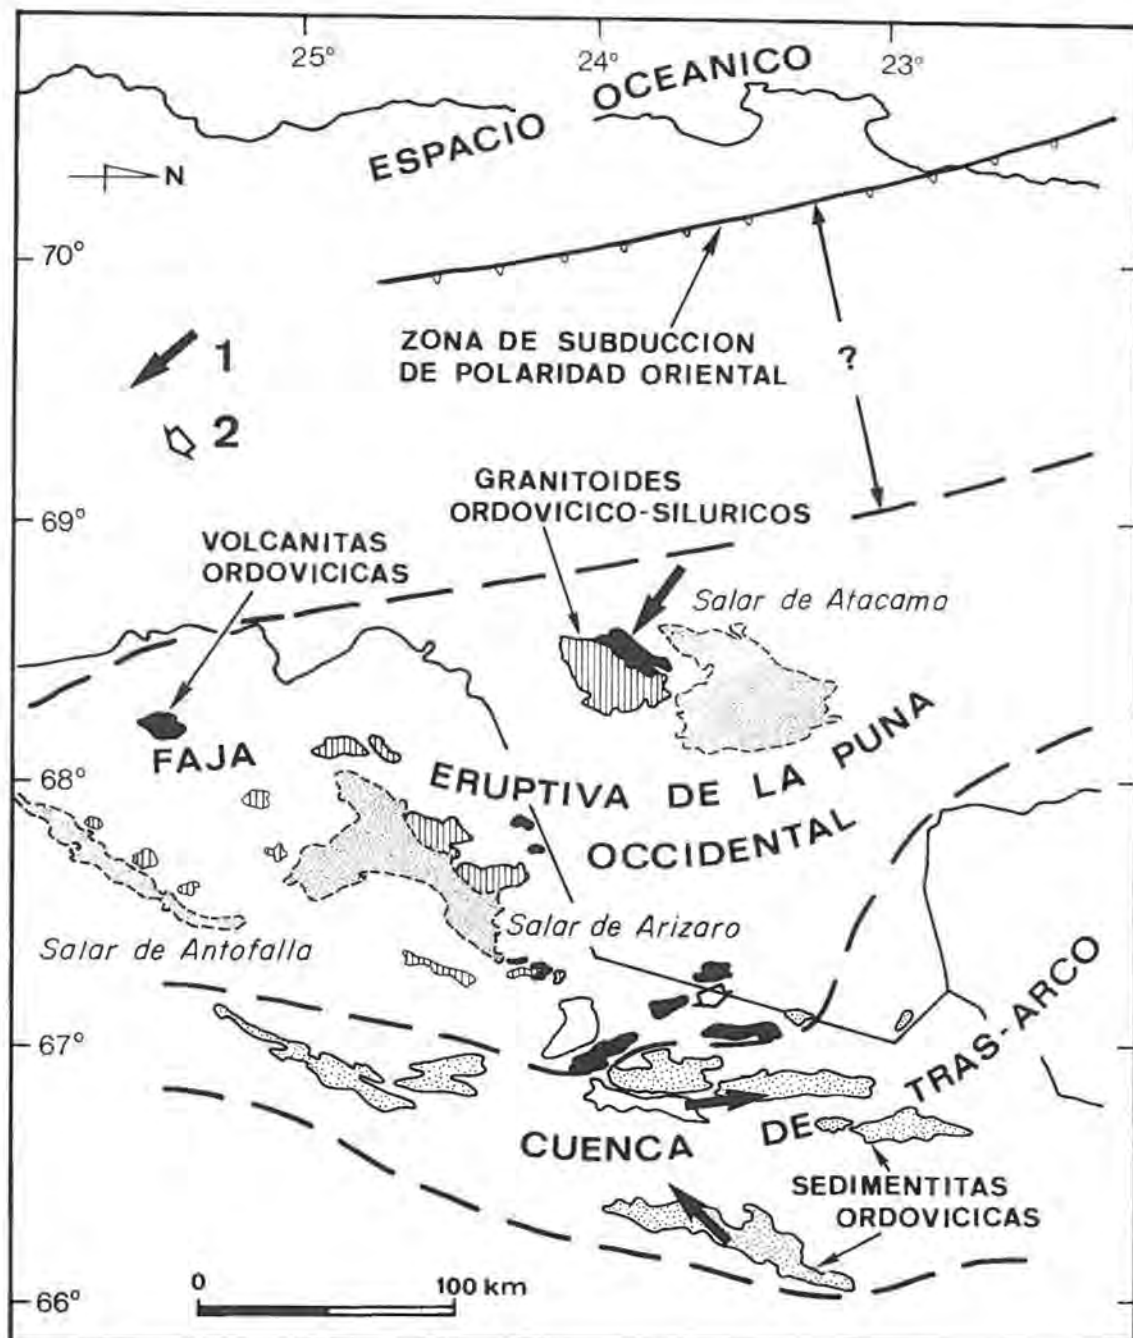 25°
24°
23°
ESPACIO OCEANICO
N
70°
ZONA DE SUBDUCCION
DE POLARIDAD ORIENTAL
?
1
2
GRANITOIDES
ORDOVICICO-SILURICOS
69°
VOLCANITAS
ORDOVICICAS
Salar de Atacama
FAJA ERUPTIVA DE LA PUNA
OCCIDENTAL
68°
Salar de Antofalla
Salar de Arizaro
67°
CUENCA DE TRAS-ARCO
SEDIMENTITAS
ORDOVICICAS
0 100 km
66°